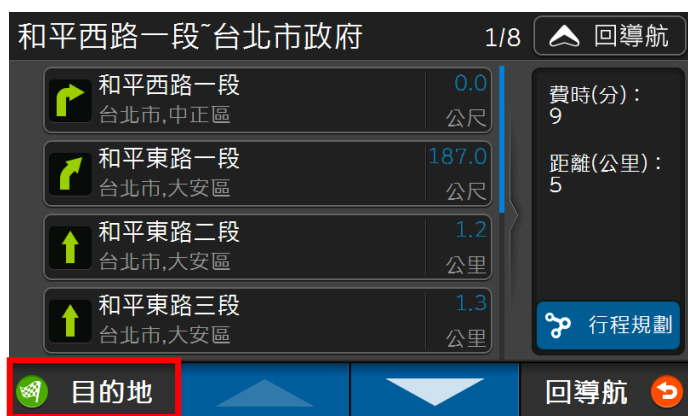 和平西路一段~台北市政府 1/8 回導航
和平西路一段 0.0
台北市,中正區 公尺
和平東路一段 187.0
台北市,大安區 公尺
和平東路二段 1.2
台北市,大安區 公里
和平東路三段 1.3
台北市,大安區 公里
費時(分):
9
距離(公里):
5
行程規劃
目的地 回導航